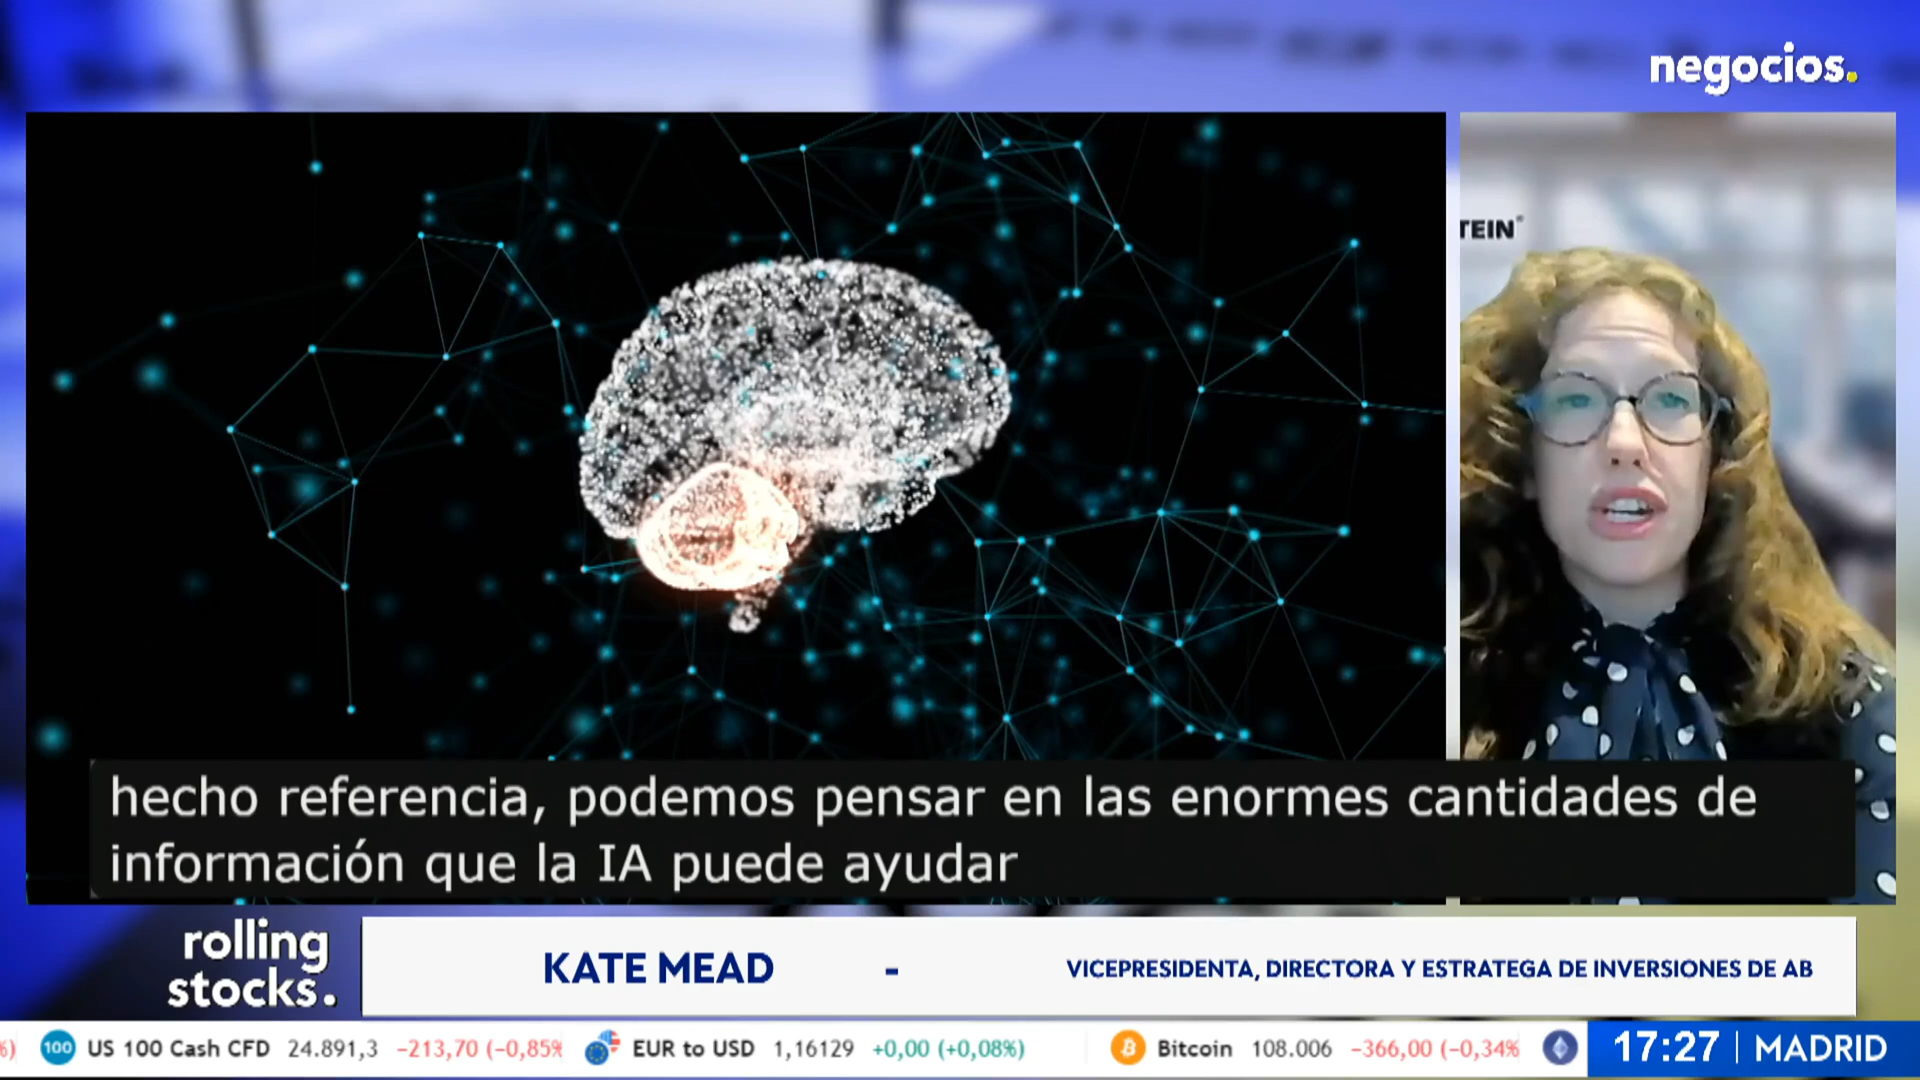 negocios.
TEIN
hecho referencia, podemos pensar en las enormes cantidades de
información que la IA puede ayudar
rolling
stocks.
KATE MEAD - VICEPRESIDENTA, DIRECTORA Y ESTRATEGA DE INVERSIONES DE AB
%) 100 US 100 Cash CFD 24.891,3 -213,70 (-0,85% EUR to USD 1,16129 +0,00 (+0,08%) Bitcoin 108.006 -366,00 (-0,34% 17:27 | MADRID